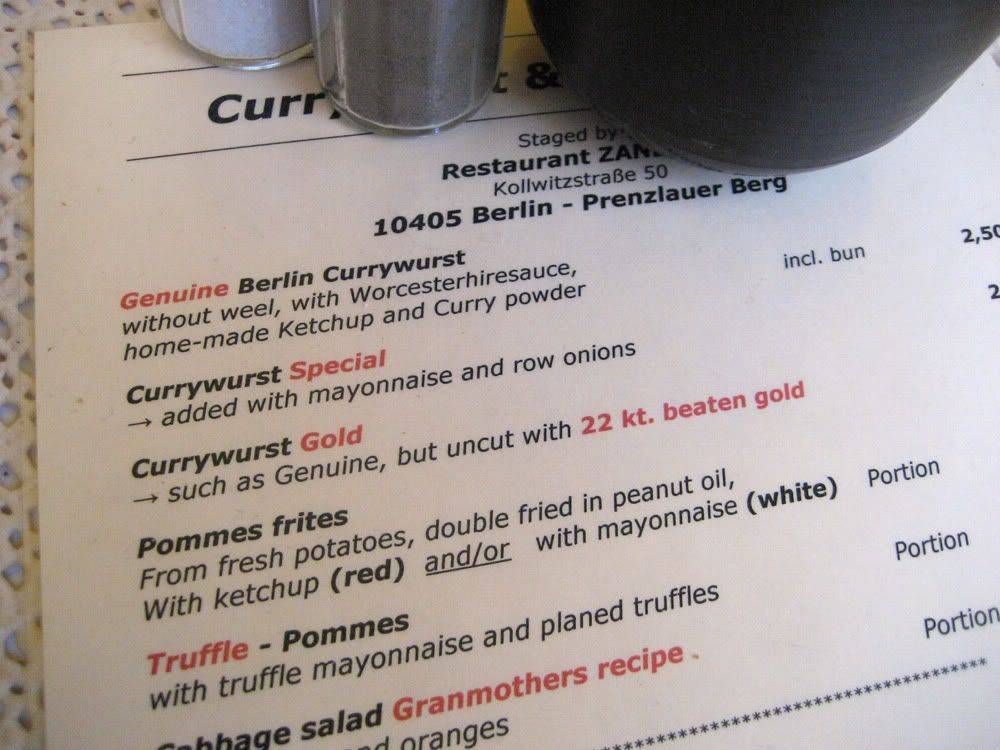 &
Staged by
Restaurant
Kollwitzstraße 50
10405 Berlin - Prenzlauer Berg
Genuine Berlin Currywurst incl. bun
without weel, with Worcesterhiresauce,
home-made Ketchup and Curry powder
Currywurst Special
→ added with mayonnaise and row onions
Currywurst Gold
→ such as Genuine, but uncut with 22 kt. beaten gold
Pommes frites
From fresh potatoes, double fried in peanut oil, Portion
With ketchup (red) and/or with mayonnaise (white)
Truffle - Pommes Portion
with truffle mayonnaise and planed truffles
Cabbage salad Granmothers recipe Portion
oranges